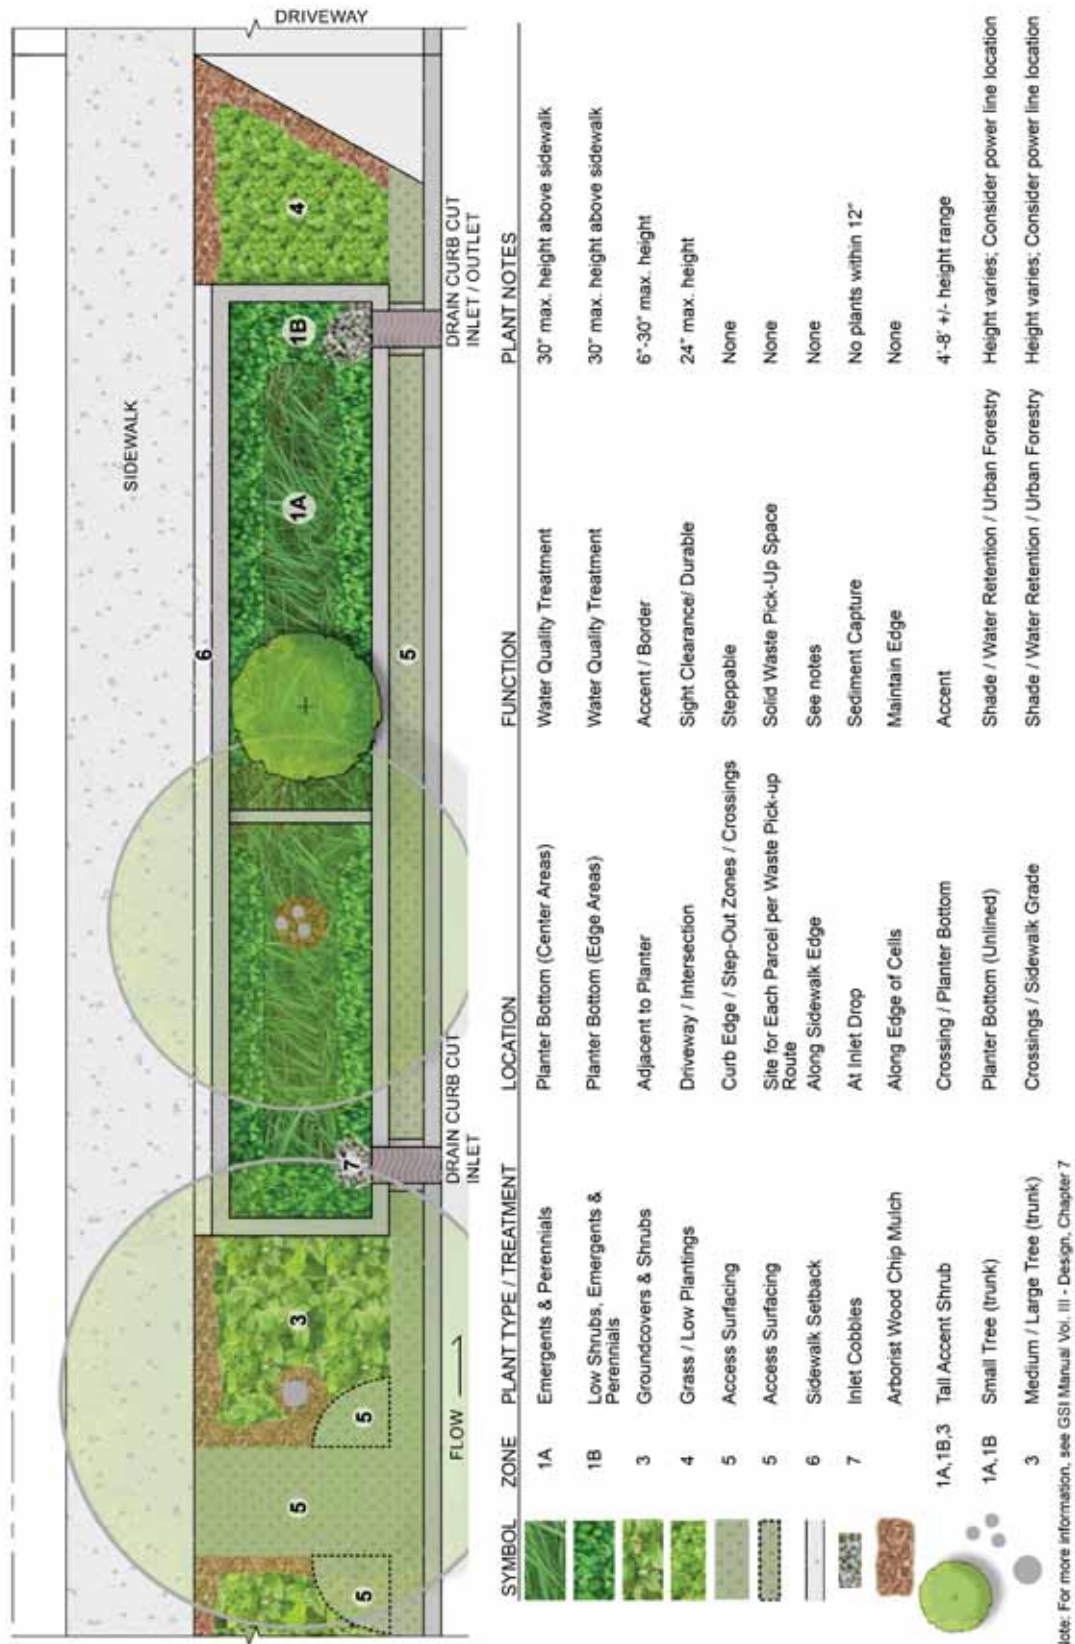 DRIVEWAY
SIDEWALK
6
4
1B
1A
5
7
3
5
5
5
DRAIN CURB CUT
INLET
DRAIN CURB CUT
INLET / OUTLET
FLOW
SYMBOL ZONE PLANT TYPE / TREATMENT LOCATION FUNCTION PLANT NOTES
1A Emergents & Perennials Planter Bottom (Center Areas) Water Quality Treatment 30" max. height above sidewalk
1B Low Shrubs, Emergents & Planter Bottom (Edge Areas) Water Quality Treatment 30" max. height above sidewalk
Perennials
3 Groundcovers & Shrubs Adjacent to Planter Accent / Border 6"-30" max. height
4 Grass / Low Plantings Driveway / Intersection Sight Clearance/ Durable 24" max. height
5 Access Surfacing Curb Edge / Step-Out Zones / Crossings Steppable None
5 Access Surfacing Site for Each Parcel per Waste Pick-up Solid Waste Pick-Up Space None
Route
6 Sidewalk Setback Along Sidewalk Edge See notes None
7 Inlet Cobbles At Inlet Drop Sediment Capture No plants within 12"
Arborist Wood Chip Mulch Along Edge of Cells Maintain Edge None
1A,1B,3 Tall Accent Shrub Crossing / Planter Bottom Accent 4'-8' +/- height range
1A,1B Small Tree (trunk) Planter Bottom (Unlined) Shade / Water Retention / Urban Forestry Height varies; Consider power line location
3 Medium / Large Tree (trunk) Crossings / Sidewalk Grade Shade / Water Retention / Urban Forestry Height varies; Consider power line location
lote: For more information, see GSI Manual Vol. III - Design, Chapter 7